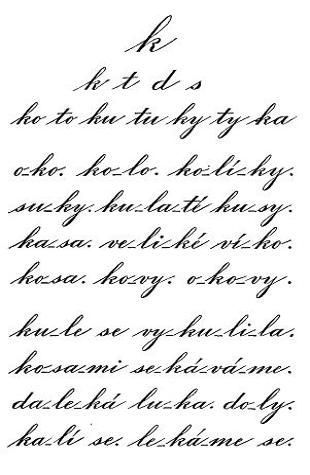 k
k t d s
ko to ku tu ky ty ka
o-ko. ko-lo. ko-lí-ky.
su-ky. ku-la-tí ku-sy.
ka-sa. ve-li-ké ví-ko.
ko-sa. ko-vy. o-ko-vy.
ku-le se vy-ku-li-la.
ko-sa-mi se-ká-vá-me.
da-le-ká lu-ka. do-ly.
ka-lí se. le-ká-me se.